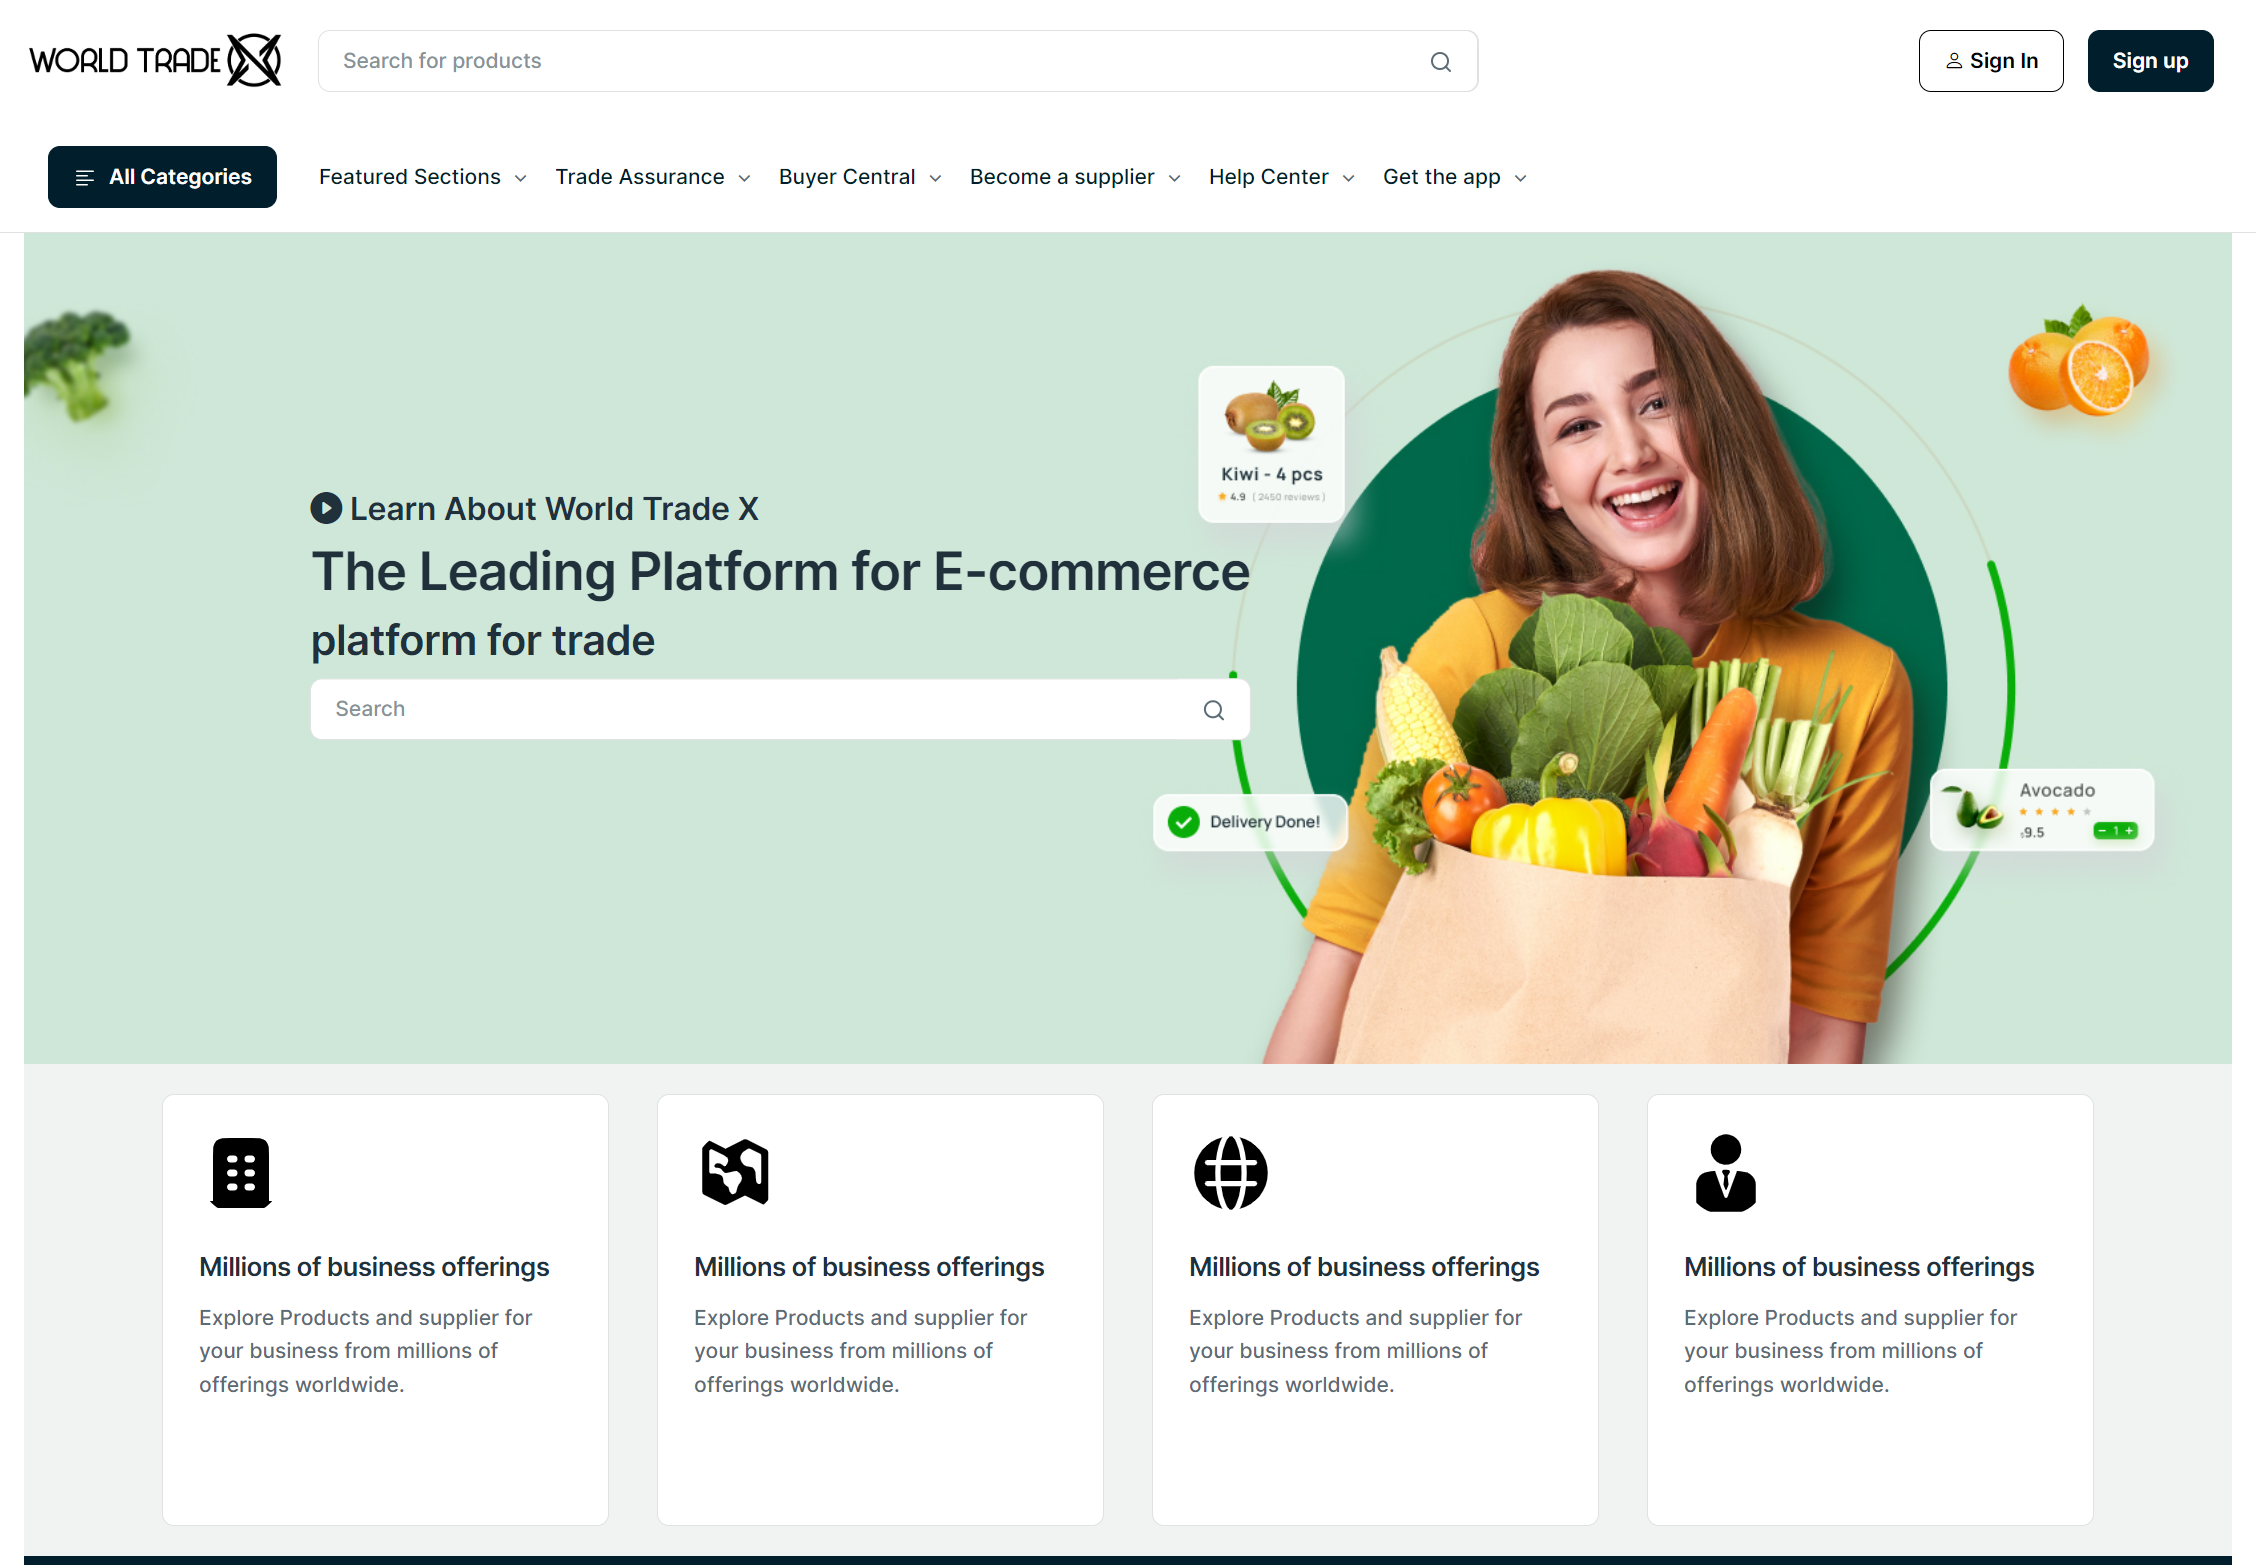 WORLD TRADE X
Search for products
Sign In
Sign up
All Categories
Featured Sections
Trade Assurance
Buyer Central
Become a supplier
Help Center
Get the app
Kiwi - 4 pcs
4.9 ( 2450 reviews )
Learn About World Trade X
The Leading Platform for E-commerce
platform for trade
Search
Delivery Done!
Avocado
$9.5
− 1 +
Millions of business offerings
Explore Products and supplier for
your business from millions of
offerings worldwide.
Millions of business offerings
Explore Products and supplier for
your business from millions of
offerings worldwide.
Millions of business offerings
Explore Products and supplier for
your business from millions of
offerings worldwide.
Millions of business offerings
Explore Products and supplier for
your business from millions of
offerings worldwide.